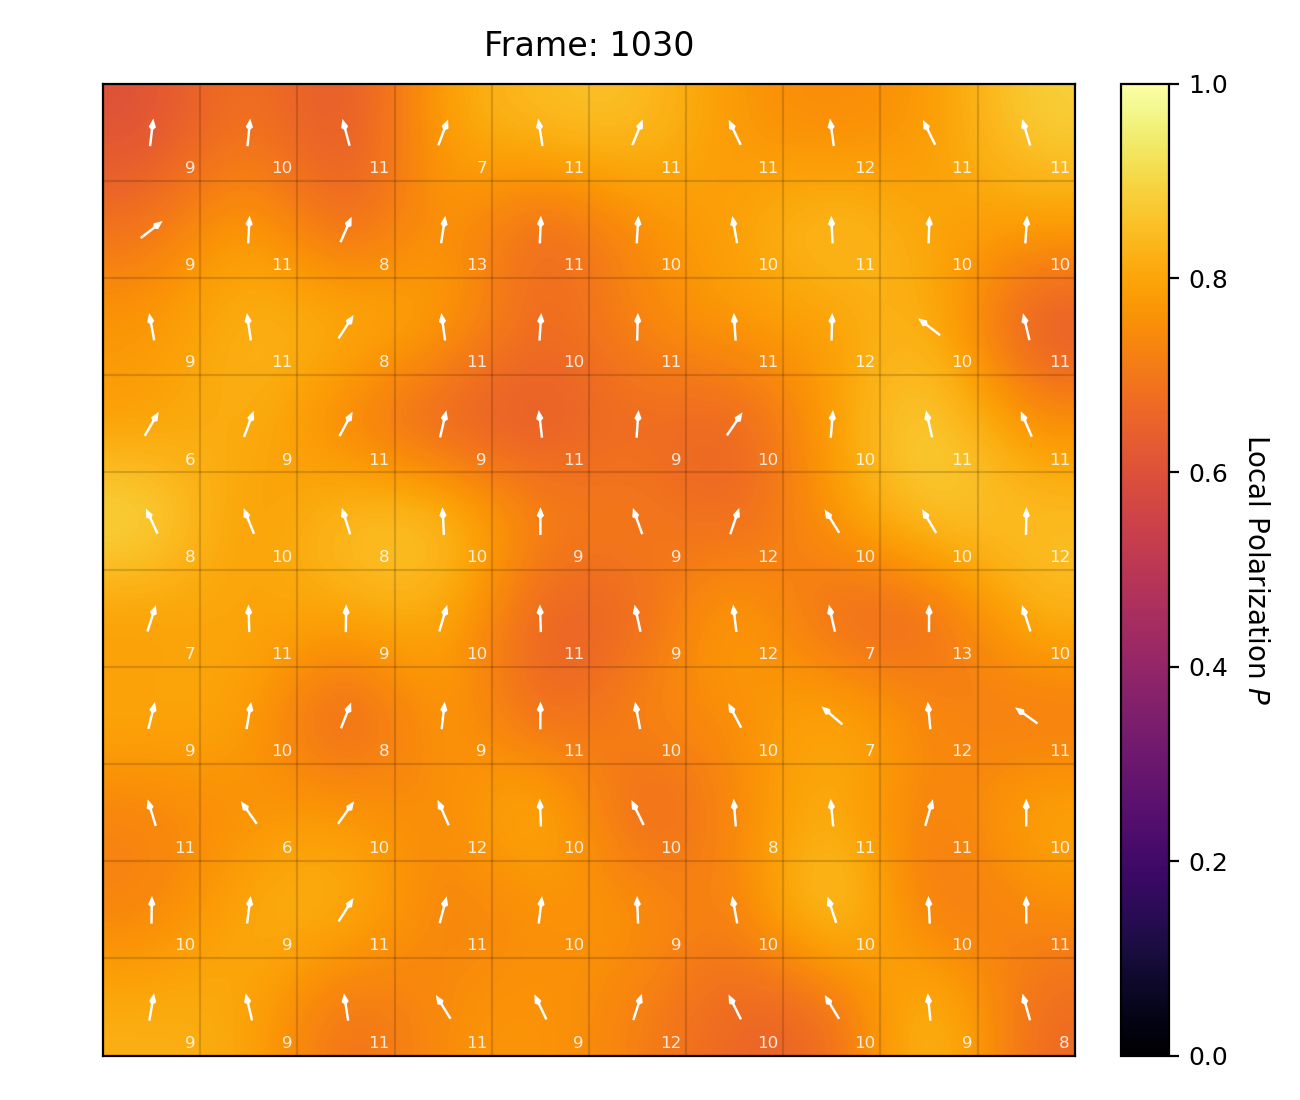 Frame: 1030
9 10 11 7 11 11 11 12 11 11
9 11 8 13 11 10 10 11 10 10
9 11 8 11 10 11 11 12 10 11
6 9 11 9 11 9 10 10 11 11
8 10 8 10 9 9 12 10 10 12
7 11 9 10 11 9 12 7 13 10
9 10 8 9 11 10 10 7 12 11
11 6 10 12 10 10 8 11 11 10
10 9 11 11 10 9 10 10 10 11
9 9 11 11 9 12 10 10 9 8
1.0
0.8
0.6
0.4
0.2
0.0
Local Polarization P